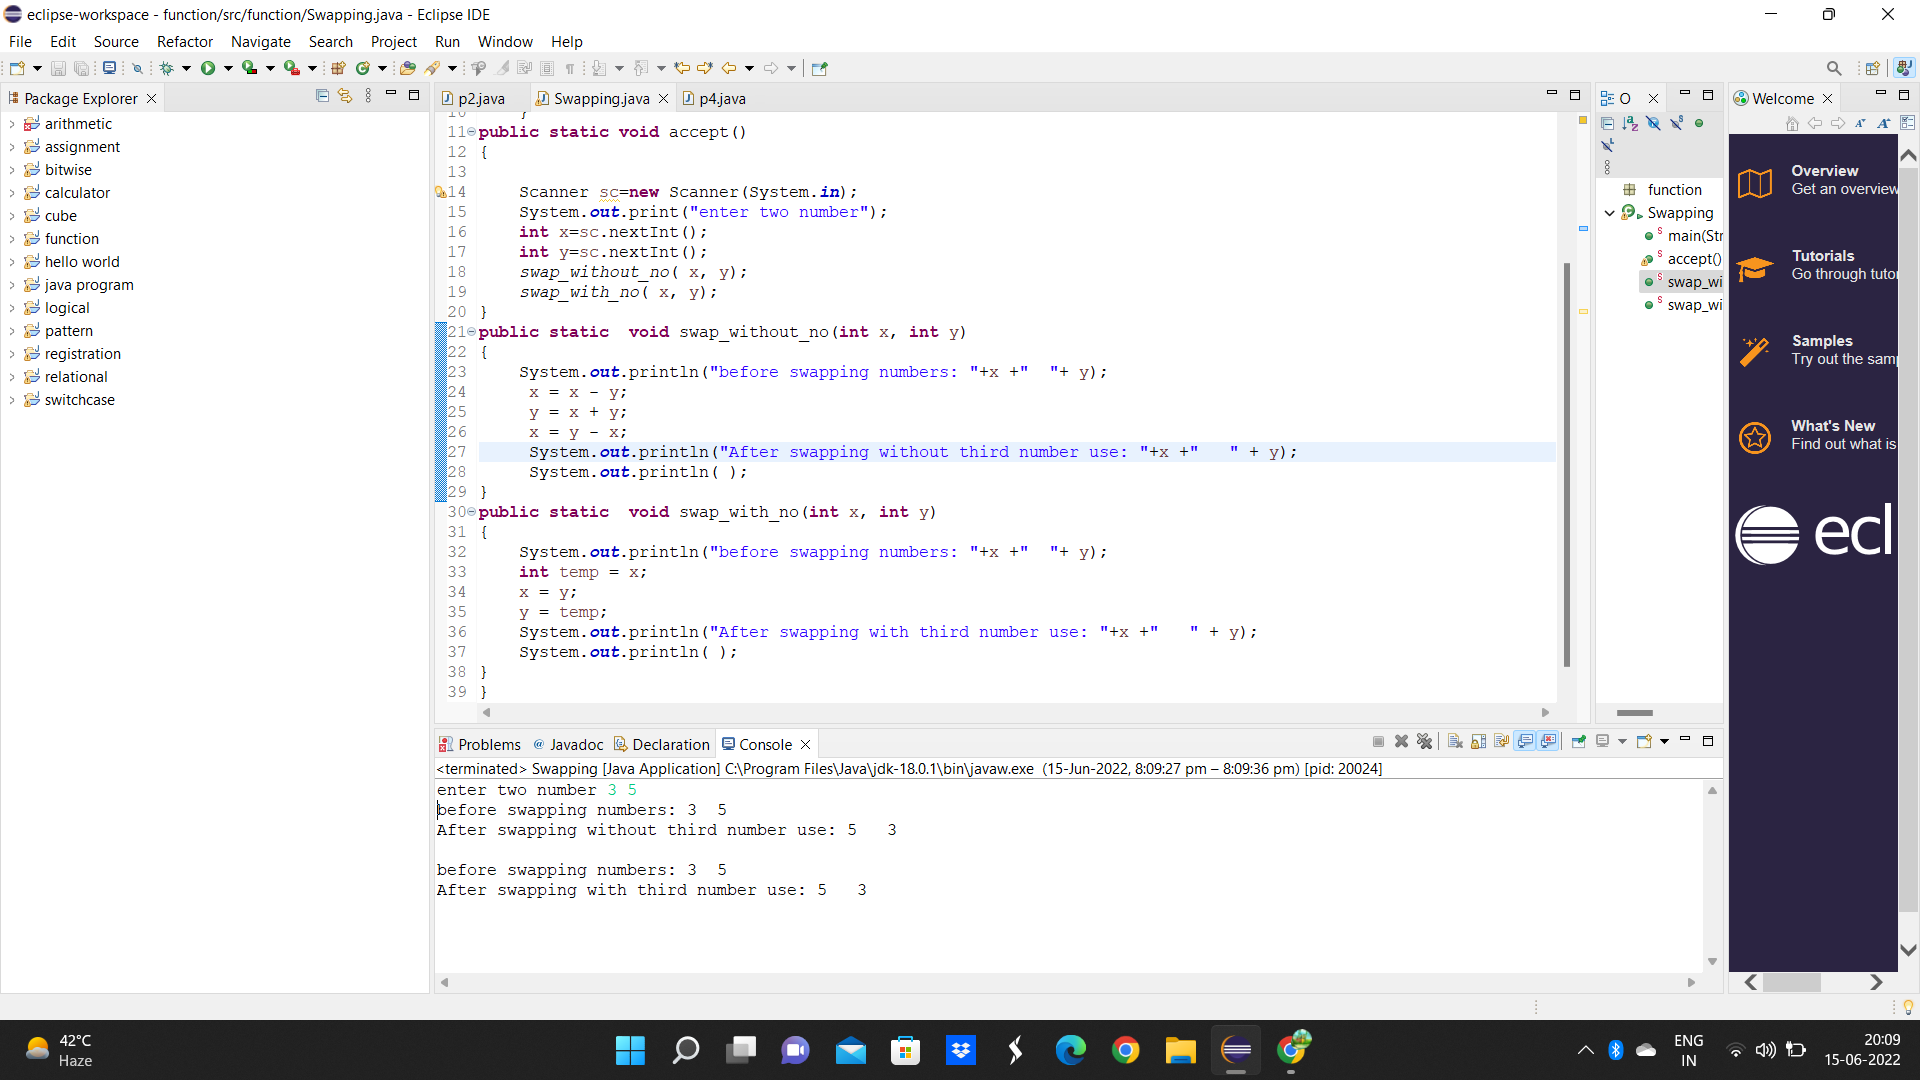 eclipse-workspace - function/src/function/Swapping.java - Eclipse IDE
File Edit Source Refactor Navigate Search Project Run Window Help
Package Explorer
arithmetic
assignment
bitwise
calculator
cube
function
hello world
java program
logical
pattern
registration
relational
switchcase
p2.java Swapping.java p4.java
10 }
11 public static void accept()
12 {
13
14 Scanner sc=new Scanner(System.in);
15 System.out.print("enter two number");
16 int x=sc.nextInt();
17 int y=sc.nextInt();
18 swap_without_no( x, y);
19 swap_with_no( x, y);
20 }
21 public static  void swap_without_no(int x, int y)
22 {
23 System.out.println("before swapping numbers: "+x +"  "+ y);
24 x = x - y;
25 y = x + y;
26 x = y - x;
27 System.out.println("After swapping without third number use: "+x +"   " + y);
28 System.out.println( );
29 }
30 public static  void swap_with_no(int x, int y)
31 {
32 System.out.println("before swapping numbers: "+x +"  "+ y);
33 int temp = x;
34 x = y;
35 y = temp;
36 System.out.println("After swapping with third number use: "+x +"   " + y);
37 System.out.println( );
38 }
39 }
Problems Javadoc Declaration Console
<terminated> Swapping [Java Application] C:\Program Files\Java\jdk-18.0.1\bin\javaw.exe (15-Jun-2022, 8:09:27 pm – 8:09:36 pm) [pid: 20024]
enter two number 3 5
before swapping numbers: 3  5
After swapping without third number use: 5   3
before swapping numbers: 3  5
After swapping with third number use: 5   3
O
function
Swapping
main(Str
accept()
swap_wi
swap_wi
Welcome
Overview
Get an overview
Tutorials
Go through tutor
Samples
Try out the samp
What's New
Find out what is
ecl
42°C
Haze
ENG
IN
20:09
15-06-2022